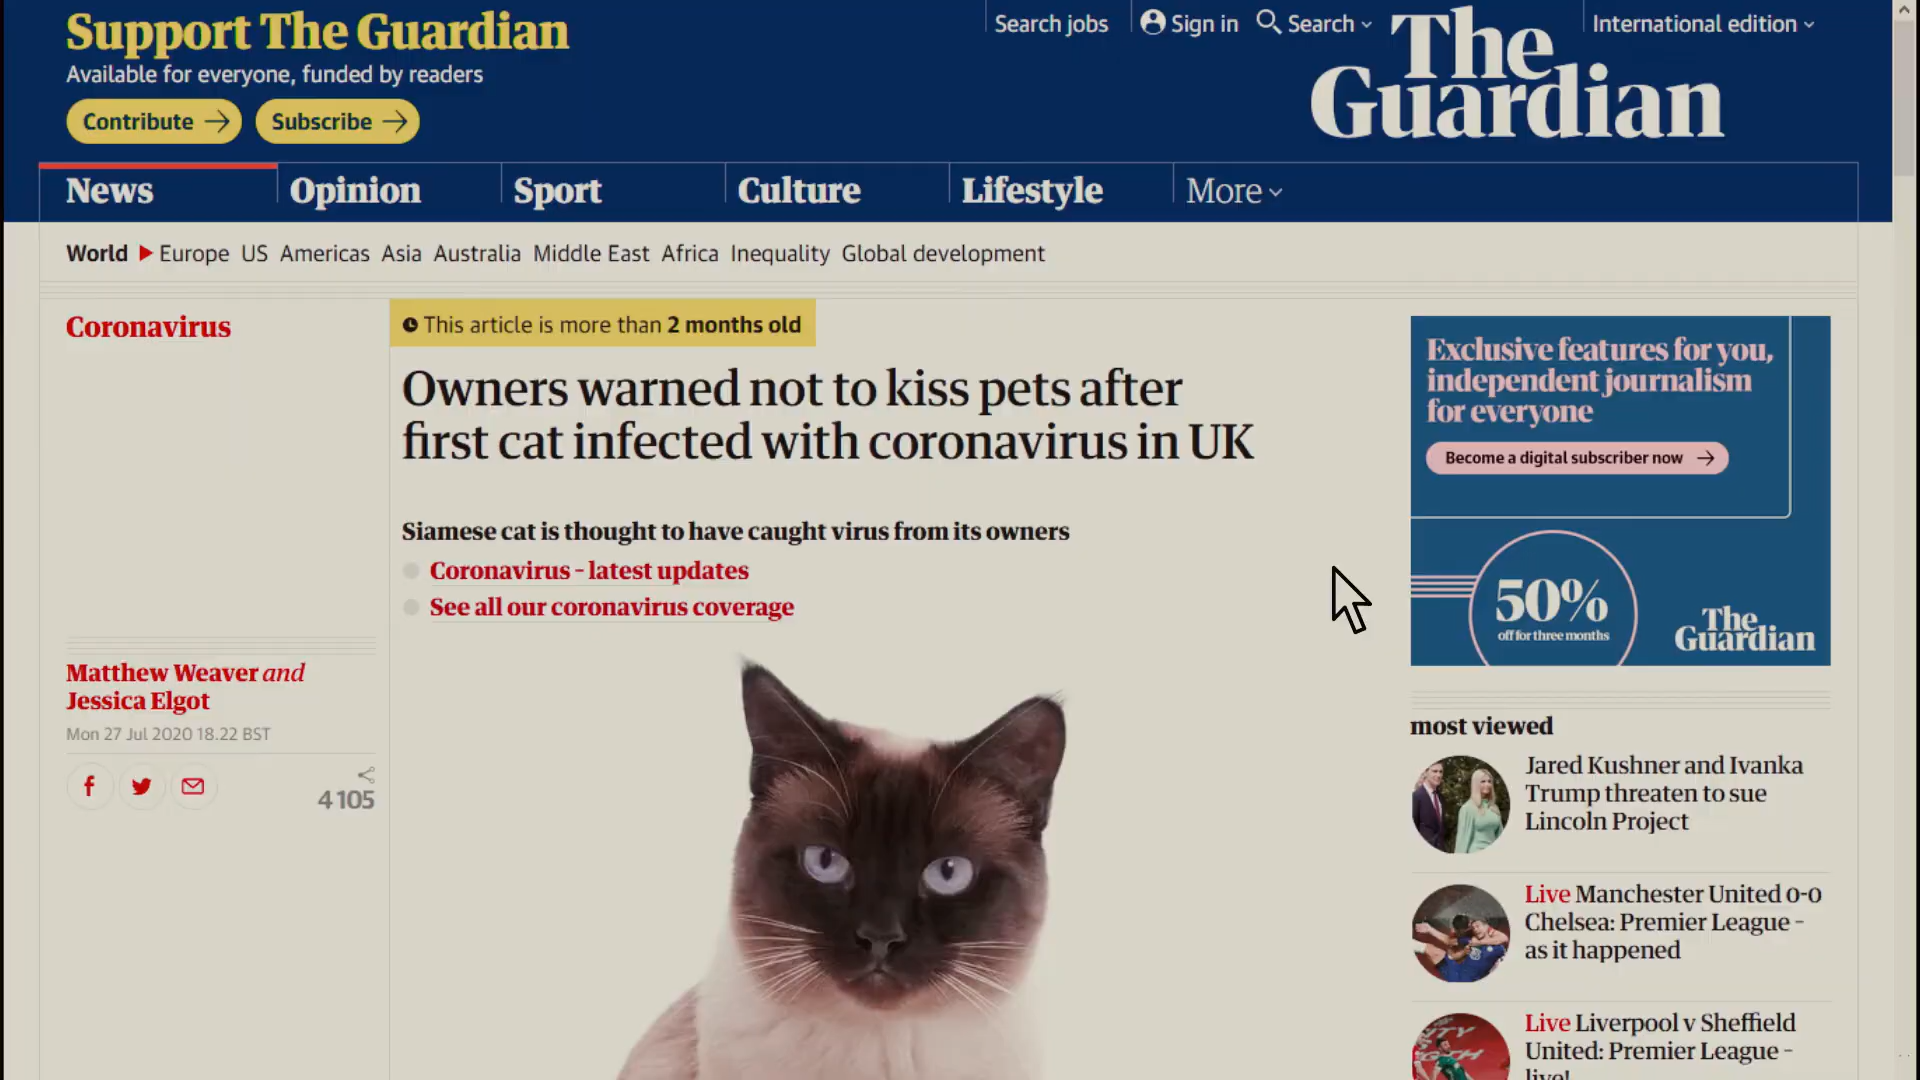 Support The Guardian
Available for everyone, funded by readers
Contribute
Subscribe
Search jobs
Sign in
Search
International edition
The
Guardian
News
Opinion
Sport
Culture
Lifestyle
More
World
Europe
US
Americas
Asia
Australia
Middle East
Africa
Inequality
Global development
Coronavirus
This article is more than 2 months old
Owners warned not to kiss pets after
first cat infected with coronavirus in UK
Siamese cat is thought to have caught virus from its owners
Coronavirus – latest updates
See all our coronavirus coverage
Matthew Weaver and
Jessica Elgot
Mon 27 Jul 2020 18.22 BST
4105
Exclusive features for you,
independent journalism
for everyone
Become a digital subscriber now
50%
off for three months
The
Guardian
most viewed
Jared Kushner and Ivanka
Trump threaten to sue
Lincoln Project
Live Manchester United 0-0
Chelsea: Premier League –
as it happened
Live Liverpool v Sheffield
United: Premier League –
live!